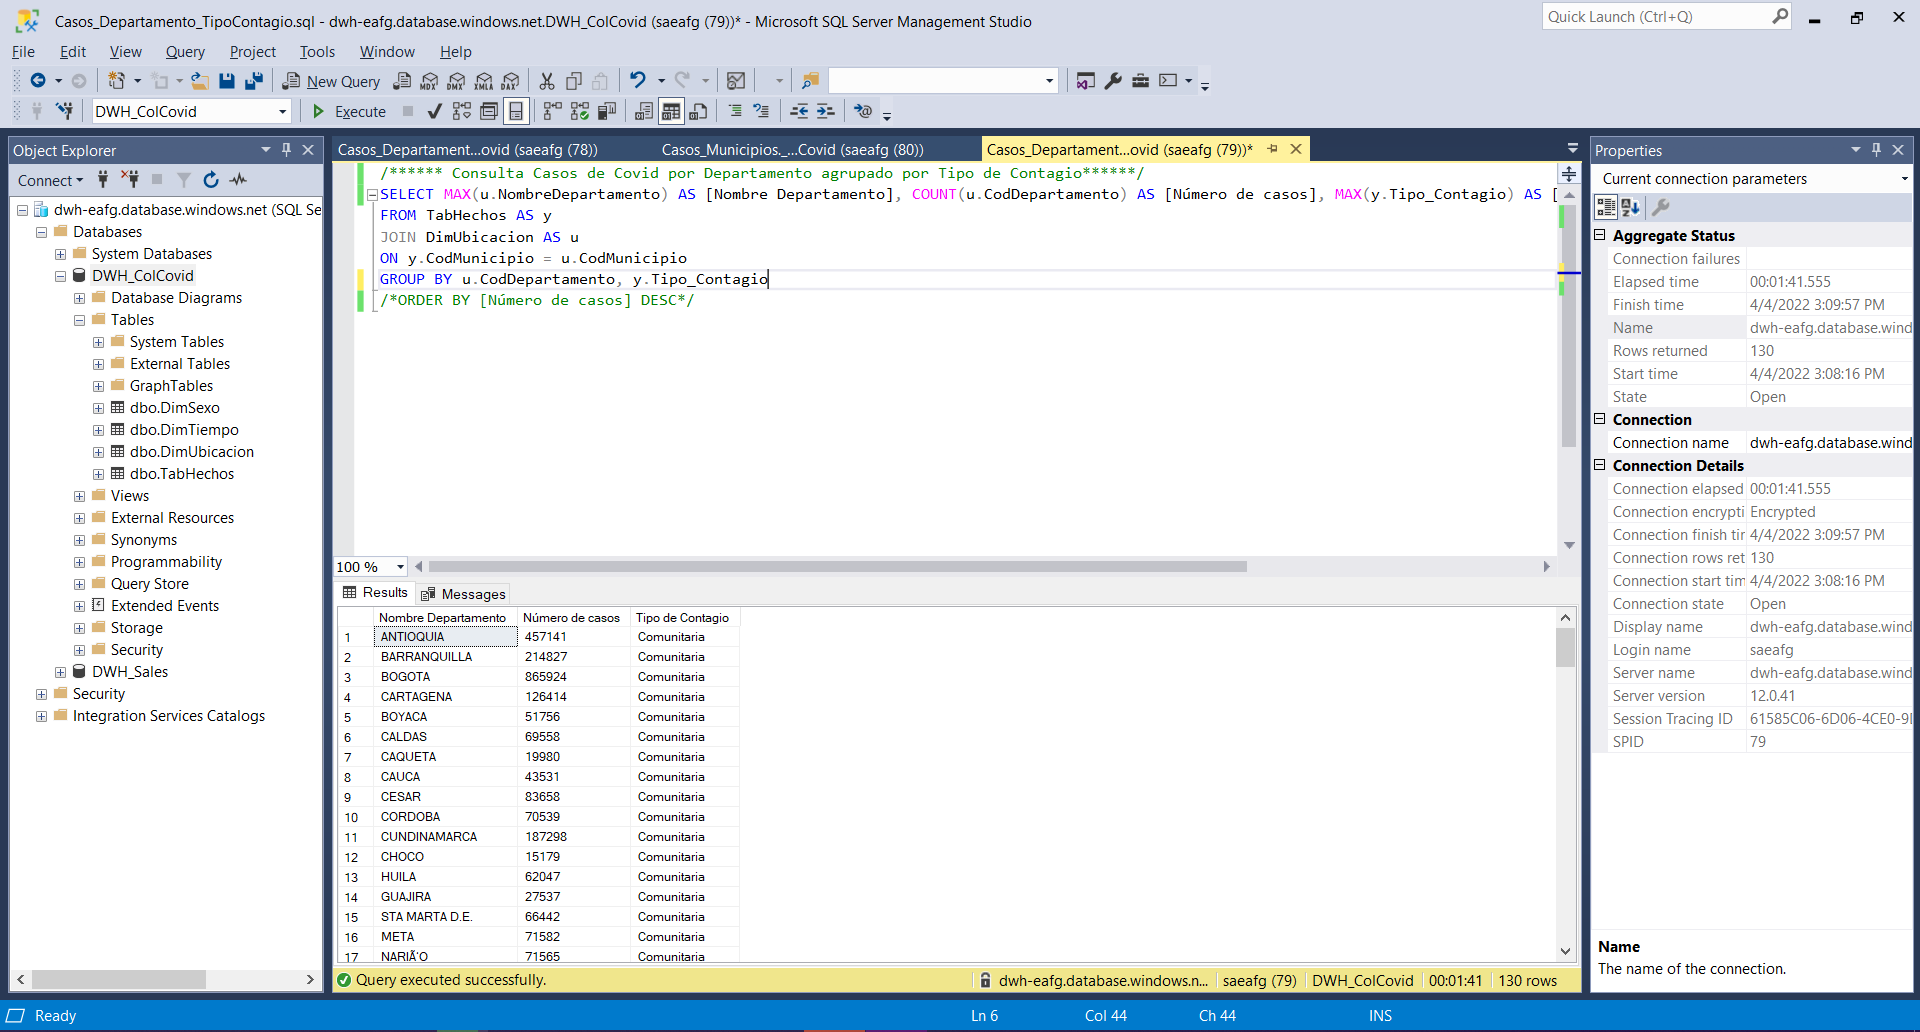 Casos_Departamento_TipoContagio.sql - dwh-eafg.database.windows.net.DWH_ColCovid (saeafg (79))* - Microsoft SQL Server Management Studio
Quick Launch (Ctrl+Q)
File Edit View Query Project Tools Window Help
New Query
MDX DMX XMLA DAX
DWH_ColCovid
Execute
Object Explorer
Connect
dwh-eafg.database.windows.net (SQL Se
Databases
System Databases
DWH_ColCovid
Database Diagrams
Tables
System Tables
External Tables
GraphTables
dbo.DimSexo
dbo.DimTiempo
dbo.DimUbicacion
dbo.TabHechos
Views
External Resources
Synonyms
Programmability
Query Store
Extended Events
Storage
Security
DWH_Sales
Security
Integration Services Catalogs
Casos_Departament...ovid (saeafg (78))
Casos_Municipios._...Covid (saeafg (80))
Casos_Departament...ovid (saeafg (79))*
/****** Consulta Casos de Covid por Departamento agrupado por Tipo de Contagio******/
SELECT MAX(u.NombreDepartamento) AS [Nombre Departamento], COUNT(u.CodDepartamento) AS [Número de casos], MAX(y.Tipo_Contagio) AS [
FROM TabHechos AS y
JOIN DimUbicacion AS u
ON y.CodMunicipio = u.CodMunicipio
GROUP BY u.CodDepartamento, y.Tipo_Contagio
/*ORDER BY [Número de casos] DESC*/
100 %
Results Messages
Nombre Departamento Número de casos Tipo de Contagio
1 ANTIOQUIA 457141 Comunitaria
2 BARRANQUILLA 214827 Comunitaria
3 BOGOTA 865924 Comunitaria
4 CARTAGENA 126414 Comunitaria
5 BOYACA 51756 Comunitaria
6 CALDAS 69558 Comunitaria
7 CAQUETA 19980 Comunitaria
8 CAUCA 43531 Comunitaria
9 CESAR 83658 Comunitaria
10 CORDOBA 70539 Comunitaria
11 CUNDINAMARCA 187298 Comunitaria
12 CHOCO 15179 Comunitaria
13 HUILA 62047 Comunitaria
14 GUAJIRA 27537 Comunitaria
15 STA MARTA D.E. 66442 Comunitaria
16 META 71582 Comunitaria
17 NARIÃ‘O 71565 Comunitaria
Query executed successfully.
dwh-eafg.database.windows.n... saeafg (79) DWH_ColCovid 00:01:41 130 rows
Properties
Current connection parameters
Aggregate Status
Connection failures
Elapsed time 00:01:41.555
Finish time 4/4/2022 3:09:57 PM
Name dwh-eafg.database.wind
Rows returned 130
Start time 4/4/2022 3:08:16 PM
State Open
Connection
Connection name dwh-eafg.database.wind
Connection Details
Connection elapsed 00:01:41.555
Connection encrypti Encrypted
Connection finish tir 4/4/2022 3:09:57 PM
Connection rows ret 130
Connection start tim 4/4/2022 3:08:16 PM
Connection state Open
Display name dwh-eafg.database.wind
Login name saeafg
Server name dwh-eafg.database.wind
Server version 12.0.41
Session Tracing ID 61585C06-6D06-4CE0-9
SPID 79
Name
The name of the connection.
Ready
Ln 6 Col 44 Ch 44 INS